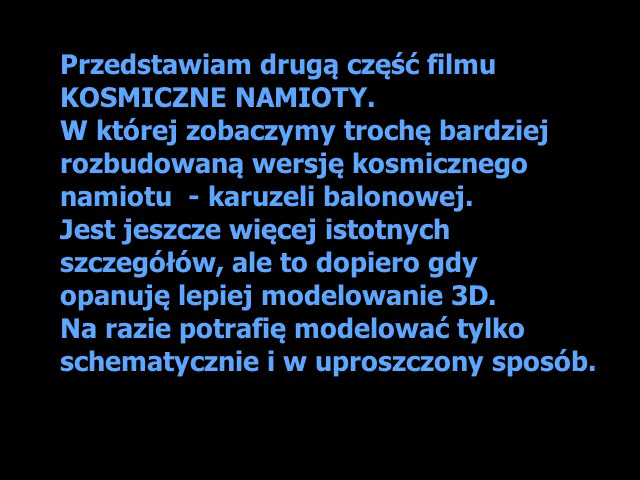 Przedstawiam drugą część filmu
KOSMICZNE NAMIOTY.
W której zobaczymy trochę bardziej
rozbudowaną wersję kosmicznego
namiotu  - karuzeli balonowej.
Jest jeszcze więcej istotnych
szczegółów, ale to dopiero gdy
opanuję lepiej modelowanie 3D.
Na razie potrafię modelować tylko
schematycznie i w uproszczony sposób.